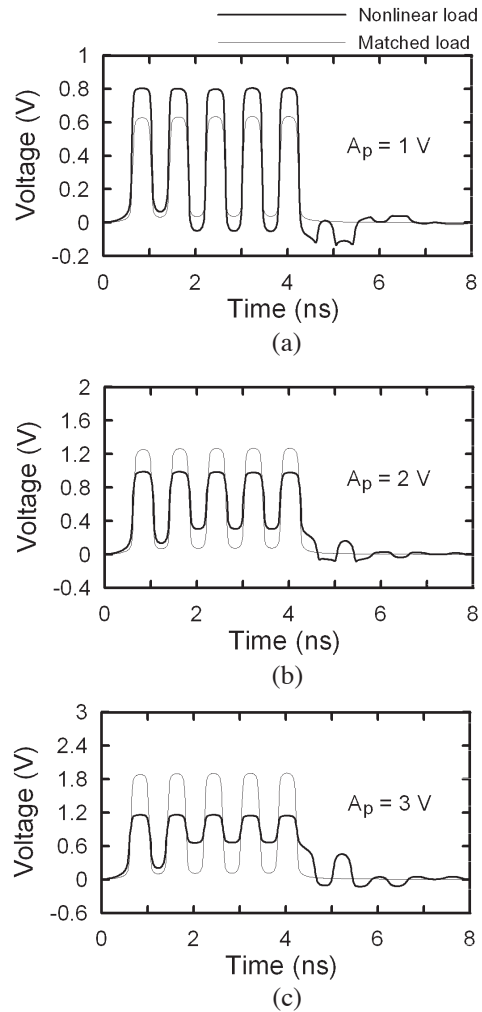 Nonlinear load
Matched load
1
0.8
0.6
0.4
0.2
0
-0.2
Voltage (V)
Ap = 1 V
0 2 4 6 8
Time (ns)
(a)
2
1.6
1.2
0.8
0.4
0
-0.4
Voltage (V)
Ap = 2 V
0 2 4 6 8
Time (ns)
(b)
3
2.4
1.8
1.2
0.6
0
-0.6
Voltage (V)
Ap = 3 V
0 2 4 6 8
Time (ns)
(c)